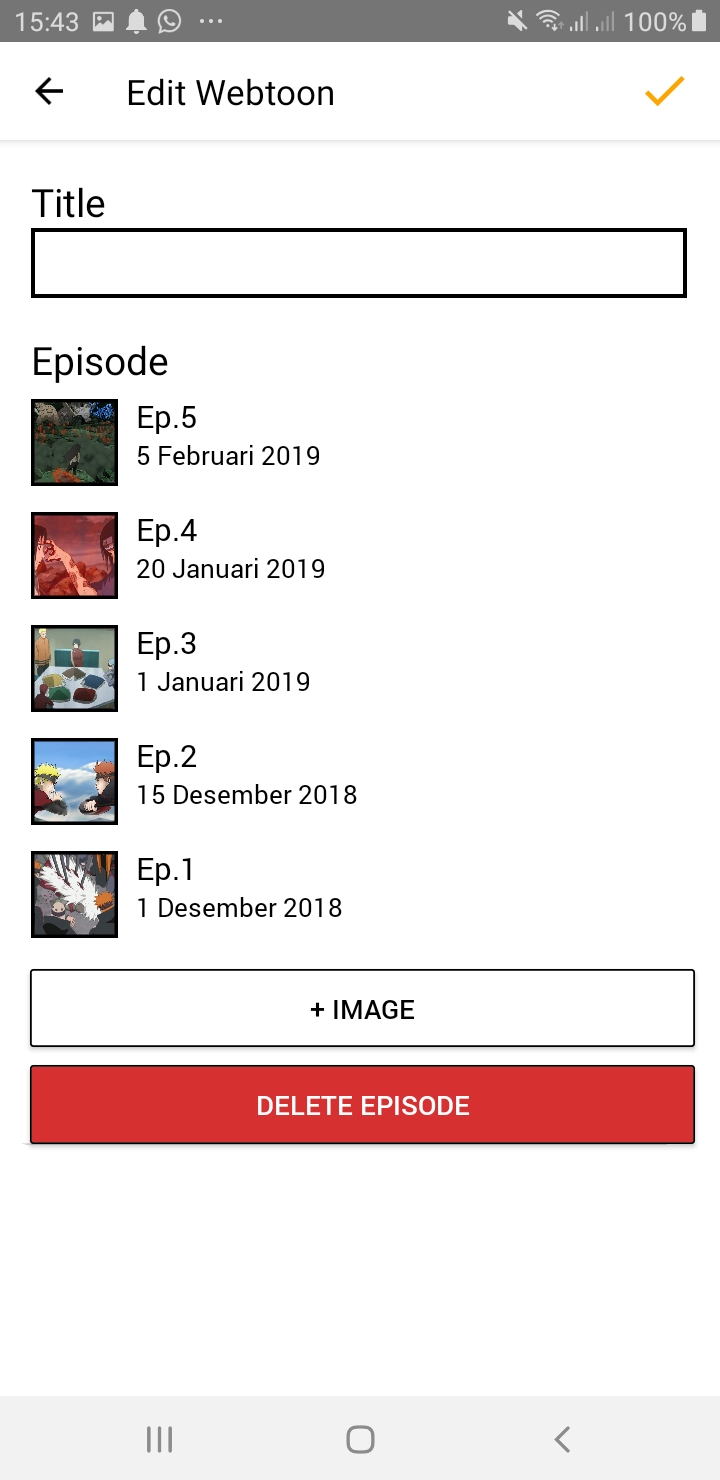 15:43 100%
Edit Webtoon
Title
Episode
Ep.5
5 Februari 2019
Ep.4
20 Januari 2019
Ep.3
1 Januari 2019
Ep.2
15 Desember 2018
Ep.1
1 Desember 2018
+ IMAGE
DELETE EPISODE